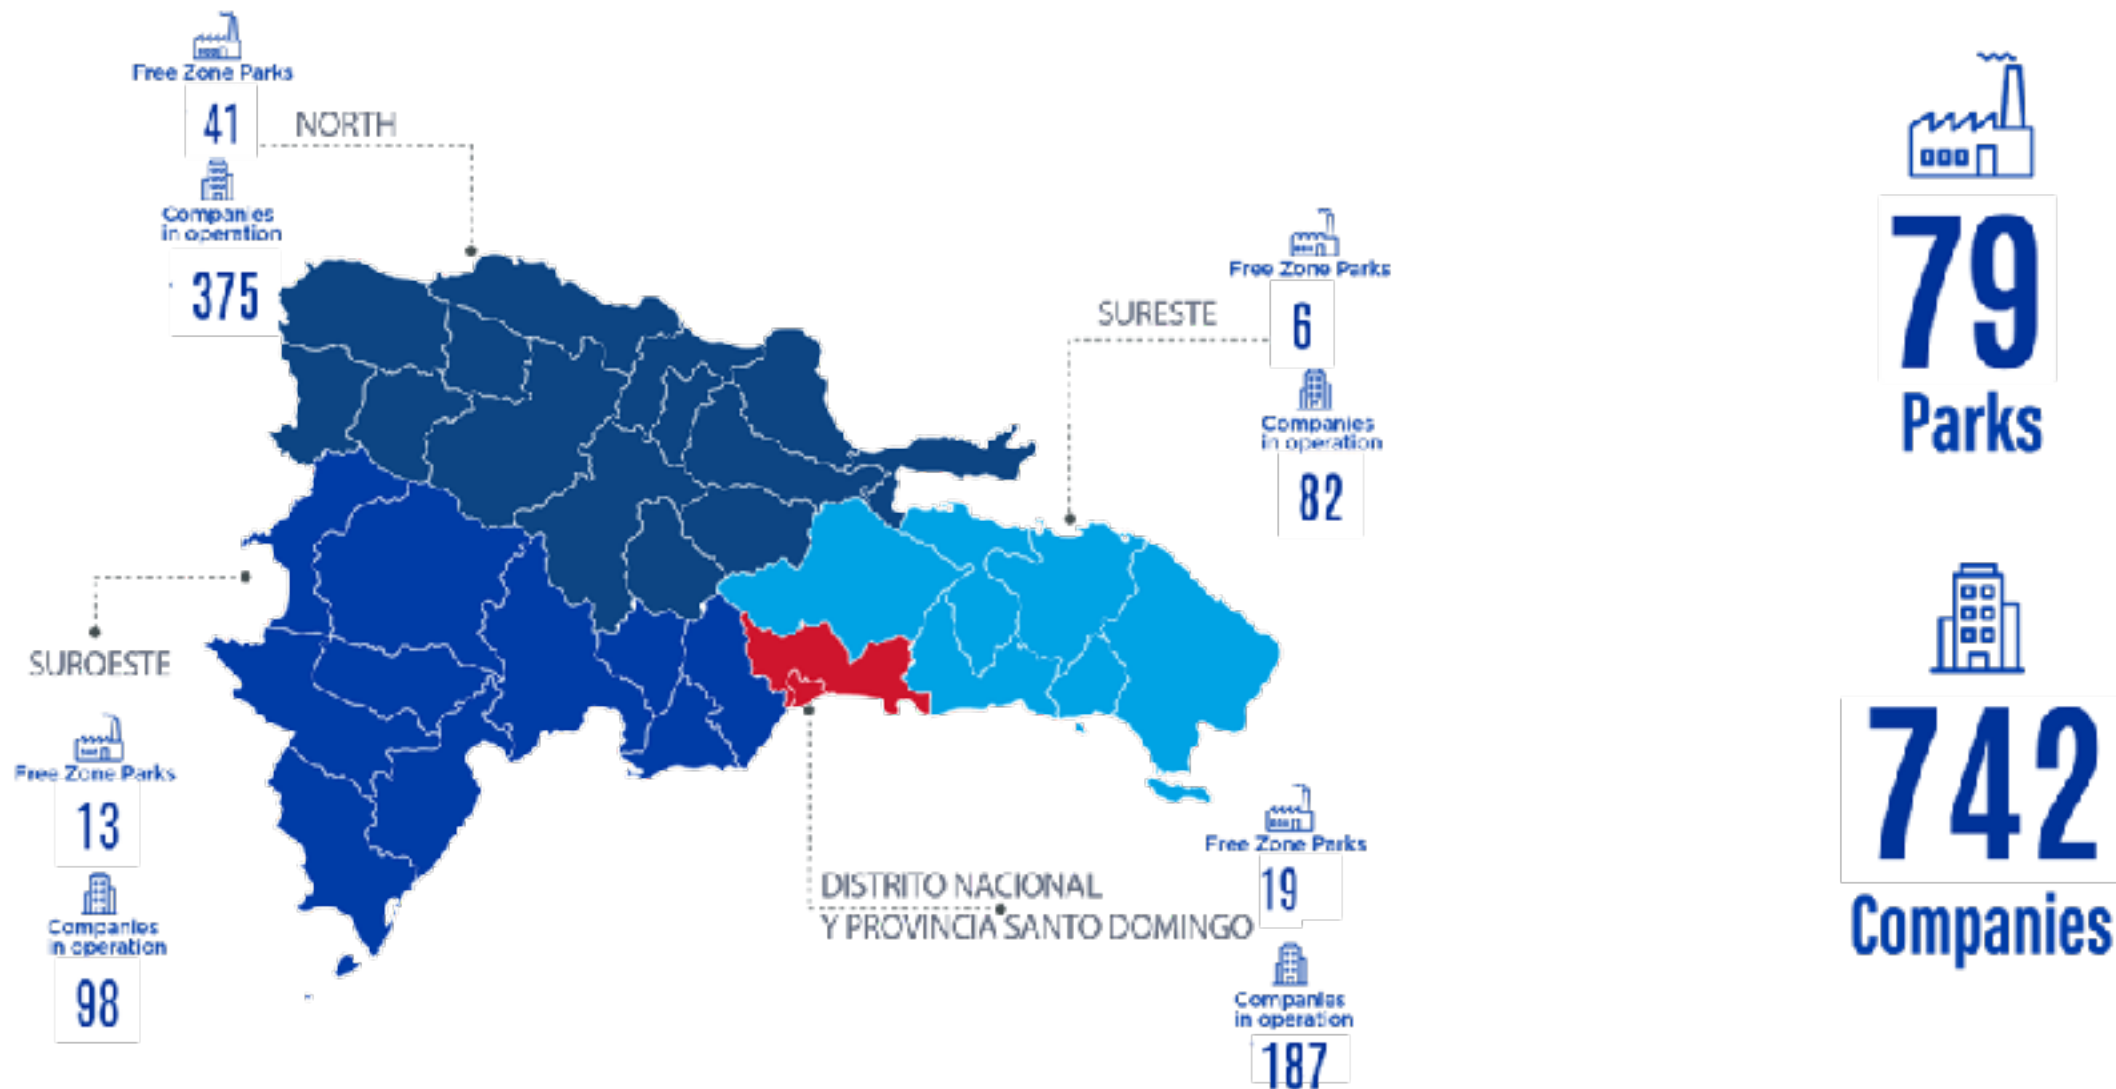 Free Zone Parks
41
NORTH
Companies
in operation
375
Free Zone Parks
SURESTE
6
Companies
in operation
82
SUROESTE
Free Zone Parks
13
Companies
in operation
98
Free Zone Parks
DISTRITO NACIONAL
Y PROVINCIA SANTO DOMINGO
19
Companies
in operation
187
79
Parks
742
Companies